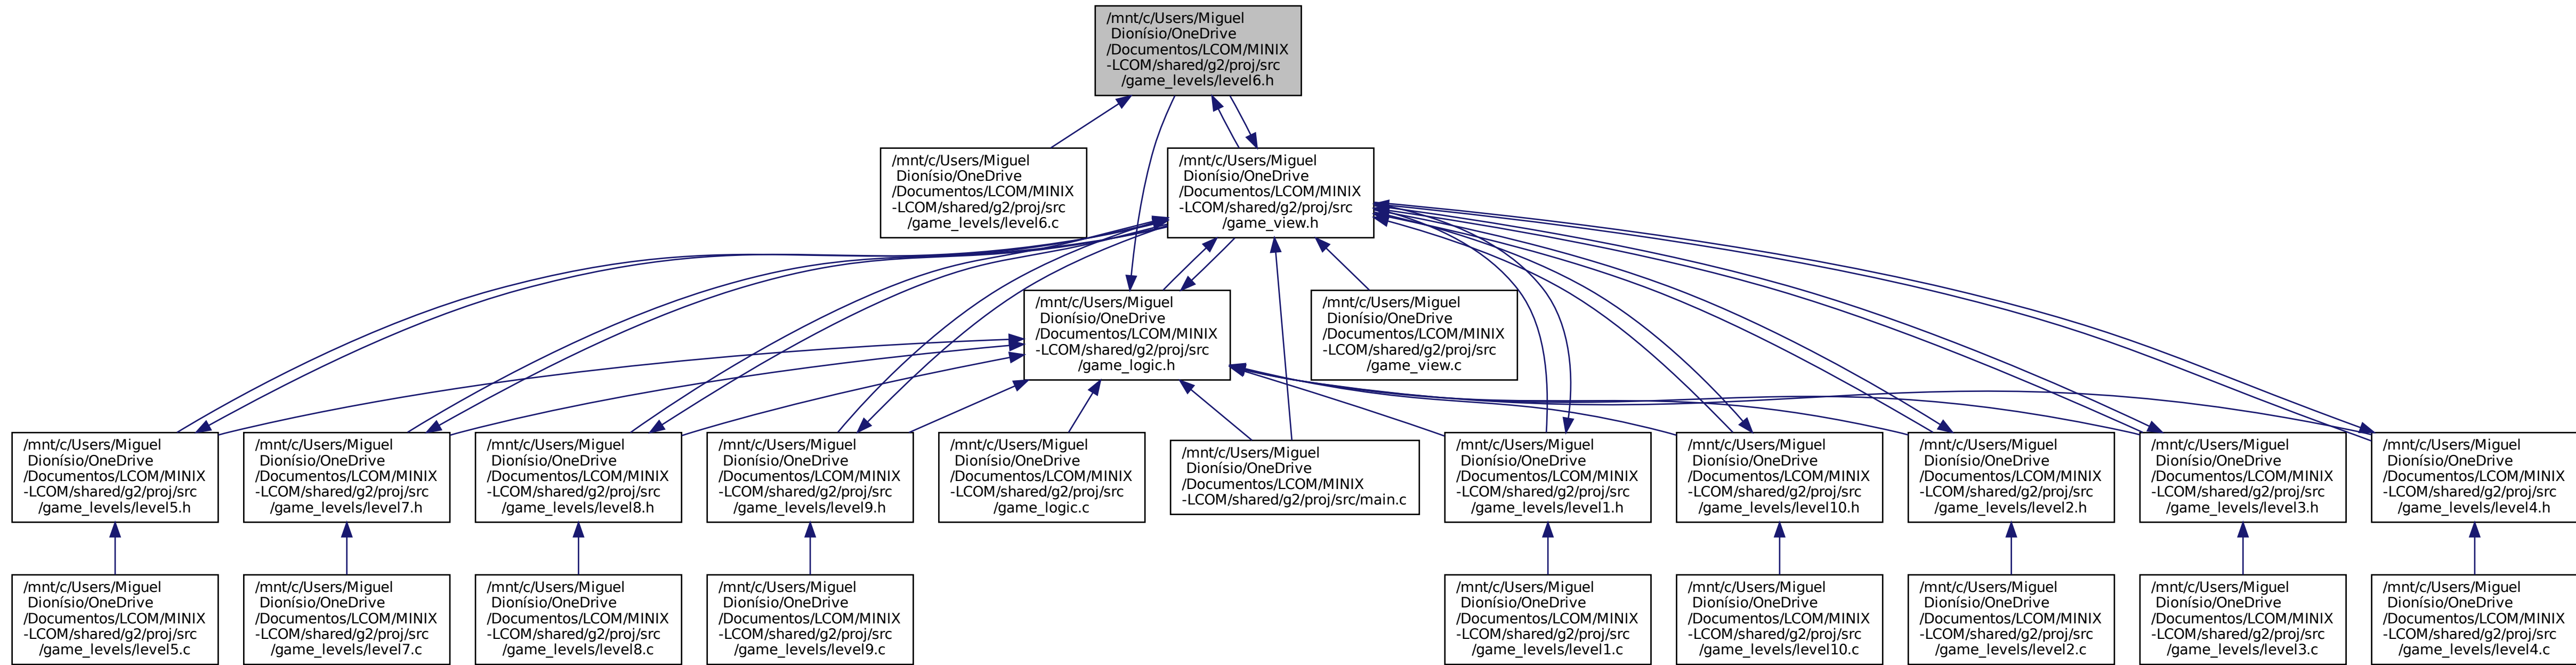 /mnt/c/Users/Miguel
Dionísio/OneDrive
/Documentos/LCOM/MINIX
-LCOM/shared/g2/proj/src
/game_levels/level6.h
/mnt/c/Users/Miguel
Dionísio/OneDrive
/Documentos/LCOM/MINIX
-LCOM/shared/g2/proj/src
/game_levels/level6.c
/mnt/c/Users/Miguel
Dionísio/OneDrive
/Documentos/LCOM/MINIX
-LCOM/shared/g2/proj/src
/game_view.h
/mnt/c/Users/Miguel
Dionísio/OneDrive
/Documentos/LCOM/MINIX
-LCOM/shared/g2/proj/src
/game_logic.h
/mnt/c/Users/Miguel
Dionísio/OneDrive
/Documentos/LCOM/MINIX
-LCOM/shared/g2/proj/src
/game_view.c
/mnt/c/Users/Miguel
Dionísio/OneDrive
/Documentos/LCOM/MINIX
-LCOM/shared/g2/proj/src
/game_levels/level5.h
/mnt/c/Users/Miguel
Dionísio/OneDrive
/Documentos/LCOM/MINIX
-LCOM/shared/g2/proj/src
/game_levels/level7.h
/mnt/c/Users/Miguel
Dionísio/OneDrive
/Documentos/LCOM/MINIX
-LCOM/shared/g2/proj/src
/game_levels/level8.h
/mnt/c/Users/Miguel
Dionísio/OneDrive
/Documentos/LCOM/MINIX
-LCOM/shared/g2/proj/src
/game_levels/level9.h
/mnt/c/Users/Miguel
Dionísio/OneDrive
/Documentos/LCOM/MINIX
-LCOM/shared/g2/proj/src
/game_logic.c
/mnt/c/Users/Miguel
Dionísio/OneDrive
/Documentos/LCOM/MINIX
-LCOM/shared/g2/proj/src/main.c
/mnt/c/Users/Miguel
Dionísio/OneDrive
/Documentos/LCOM/MINIX
-LCOM/shared/g2/proj/src
/game_levels/level1.h
/mnt/c/Users/Miguel
Dionísio/OneDrive
/Documentos/LCOM/MINIX
-LCOM/shared/g2/proj/src
/game_levels/level10.h
/mnt/c/Users/Miguel
Dionísio/OneDrive
/Documentos/LCOM/MINIX
-LCOM/shared/g2/proj/src
/game_levels/level2.h
/mnt/c/Users/Miguel
Dionísio/OneDrive
/Documentos/LCOM/MINIX
-LCOM/shared/g2/proj/src
/game_levels/level3.h
/mnt/c/Users/Miguel
Dionísio/OneDrive
/Documentos/LCOM/MINIX
-LCOM/shared/g2/proj/src
/game_levels/level4.h
/mnt/c/Users/Miguel
Dionísio/OneDrive
/Documentos/LCOM/MINIX
-LCOM/shared/g2/proj/src
/game_levels/level5.c
/mnt/c/Users/Miguel
Dionísio/OneDrive
/Documentos/LCOM/MINIX
-LCOM/shared/g2/proj/src
/game_levels/level7.c
/mnt/c/Users/Miguel
Dionísio/OneDrive
/Documentos/LCOM/MINIX
-LCOM/shared/g2/proj/src
/game_levels/level8.c
/mnt/c/Users/Miguel
Dionísio/OneDrive
/Documentos/LCOM/MINIX
-LCOM/shared/g2/proj/src
/game_levels/level9.c
/mnt/c/Users/Miguel
Dionísio/OneDrive
/Documentos/LCOM/MINIX
-LCOM/shared/g2/proj/src
/game_levels/level1.c
/mnt/c/Users/Miguel
Dionísio/OneDrive
/Documentos/LCOM/MINIX
-LCOM/shared/g2/proj/src
/game_levels/level10.c
/mnt/c/Users/Miguel
Dionísio/OneDrive
/Documentos/LCOM/MINIX
-LCOM/shared/g2/proj/src
/game_levels/level2.c
/mnt/c/Users/Miguel
Dionísio/OneDrive
/Documentos/LCOM/MINIX
-LCOM/shared/g2/proj/src
/game_levels/level3.c
/mnt/c/Users/Miguel
Dionísio/OneDrive
/Documentos/LCOM/MINIX
-LCOM/shared/g2/proj/src
/game_levels/level4.c